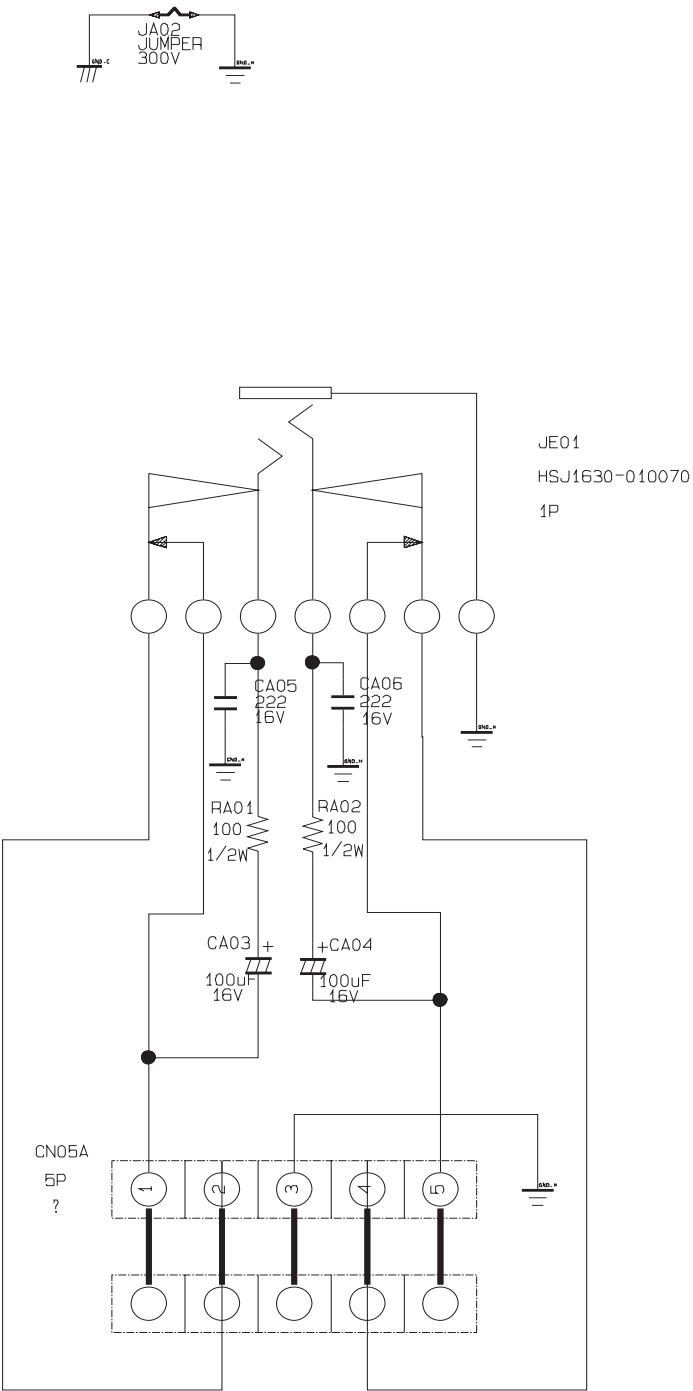 GND_C
JA02
JUMPER
300V
GND_H
JE01
HSJ1630-010070
1P
CA05
222
16V
CA06
222
16V
GND_H
GND_H
GND_H
RA01
100
1/2W
RA02
100
1/2W
CA03 +
100uF
16V
+CA04
100uF
16V
CN05A
5P
?
1
2
3
4
5
GND_H